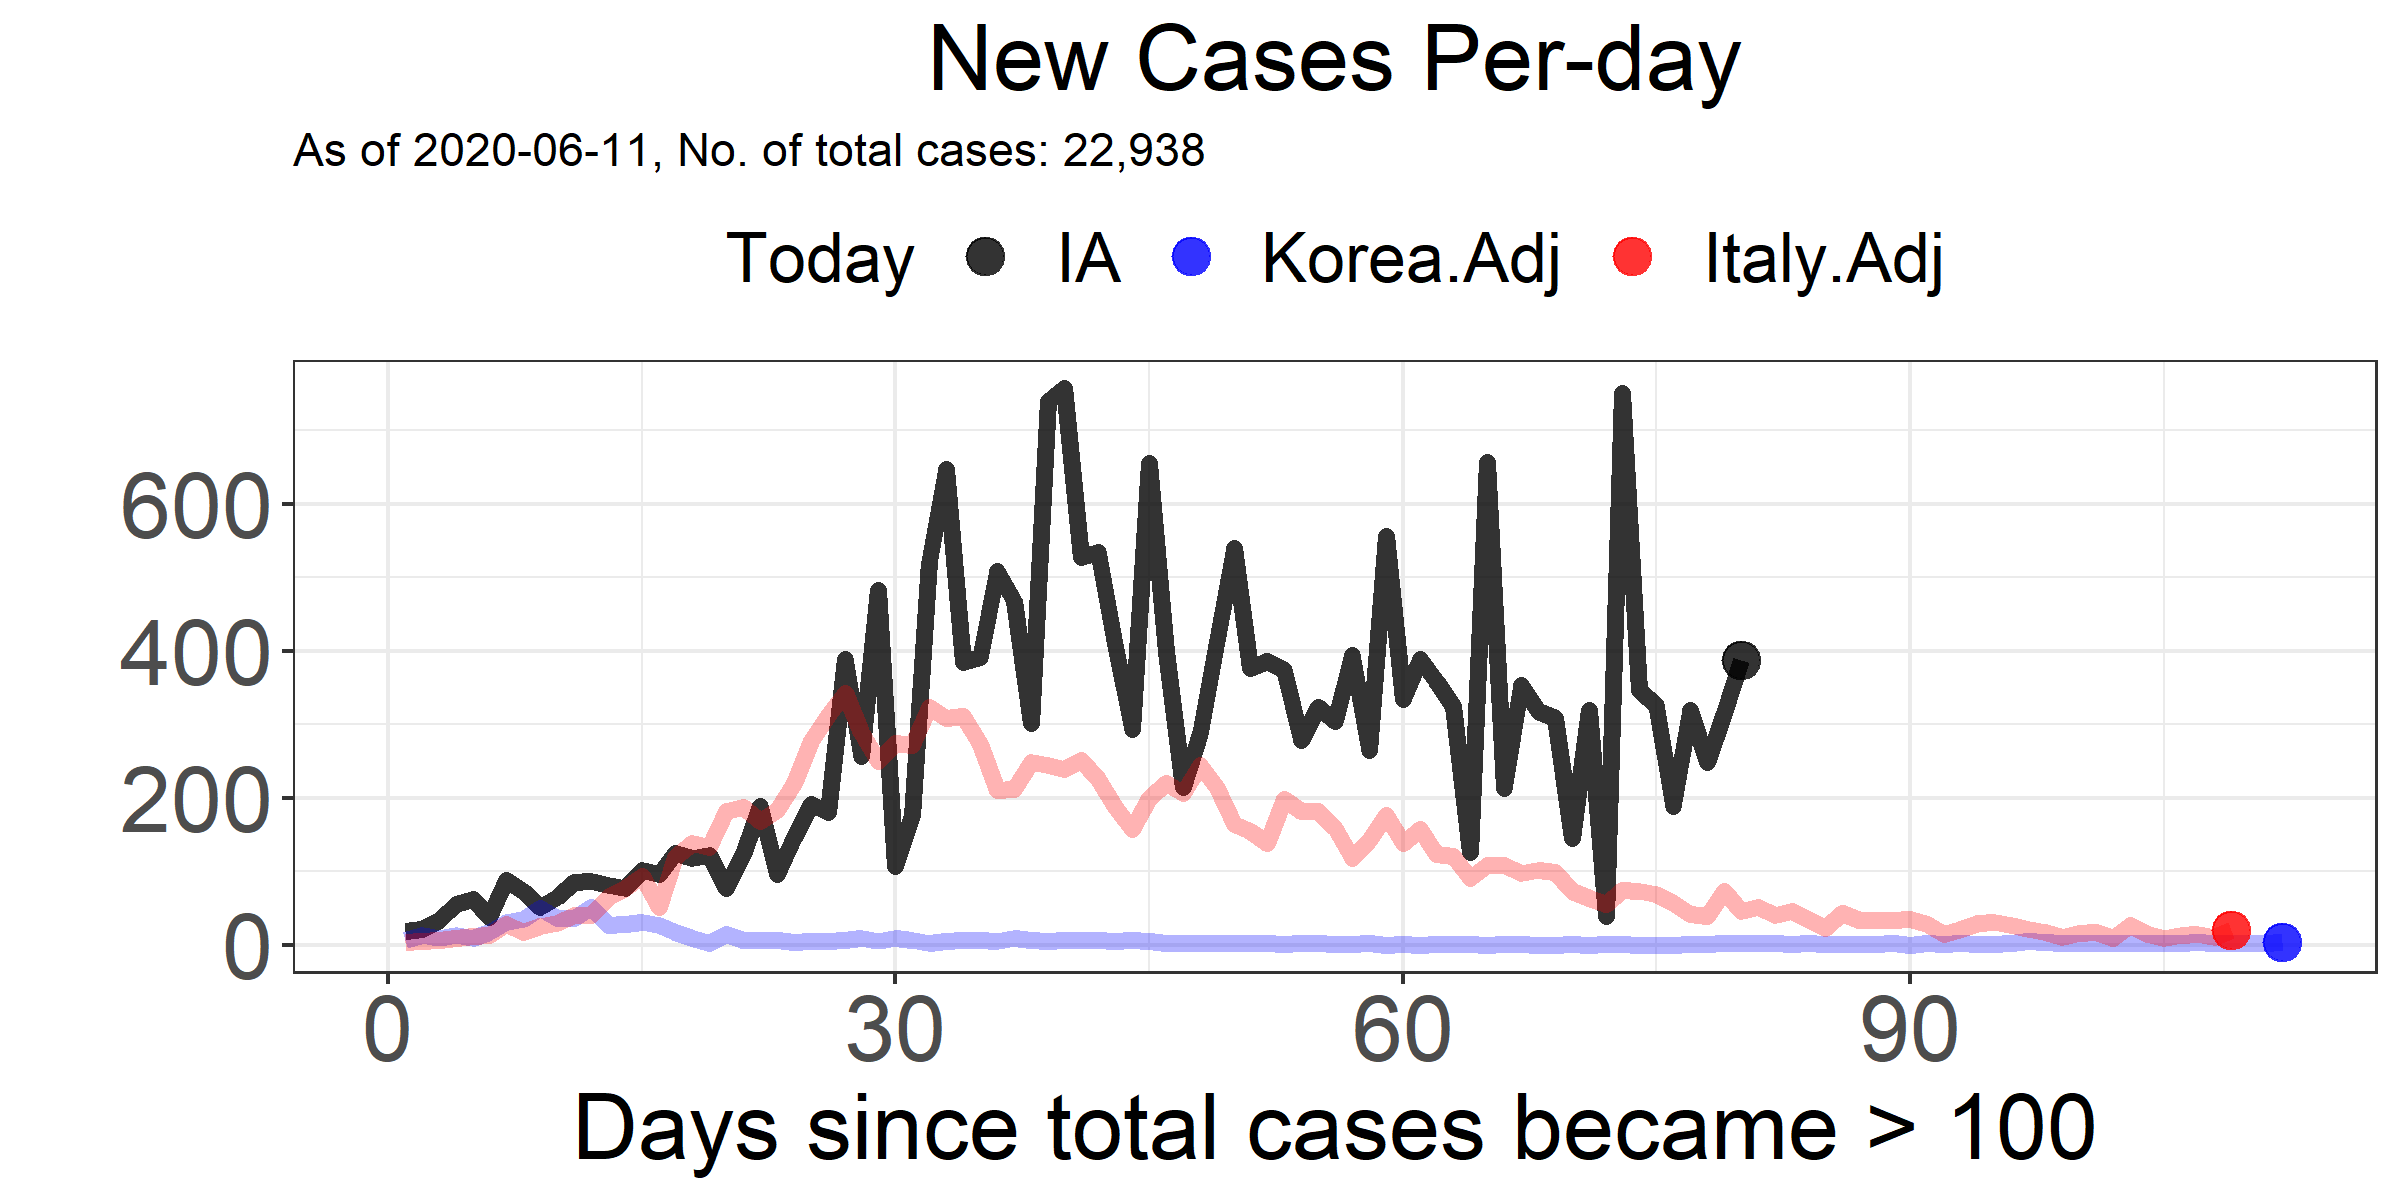 New Cases Per-day
As of 2020-06-11, No. of total cases: 22,938
Today IA Korea.Adj Italy.Adj
600
400
200
0
0 30 60 90
Days since total cases became > 100